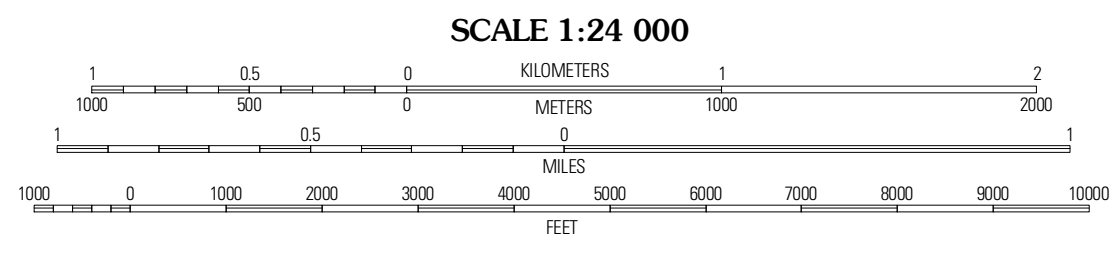 SCALE 1:24 000
1 0.5 0 KILOMETERS 1 2
1000 500 0 METERS 1000 2000
1 0.5 0 1
MILES
1000 0 1000 2000 3000 4000 5000 6000 7000 8000 9000 10000
FEET